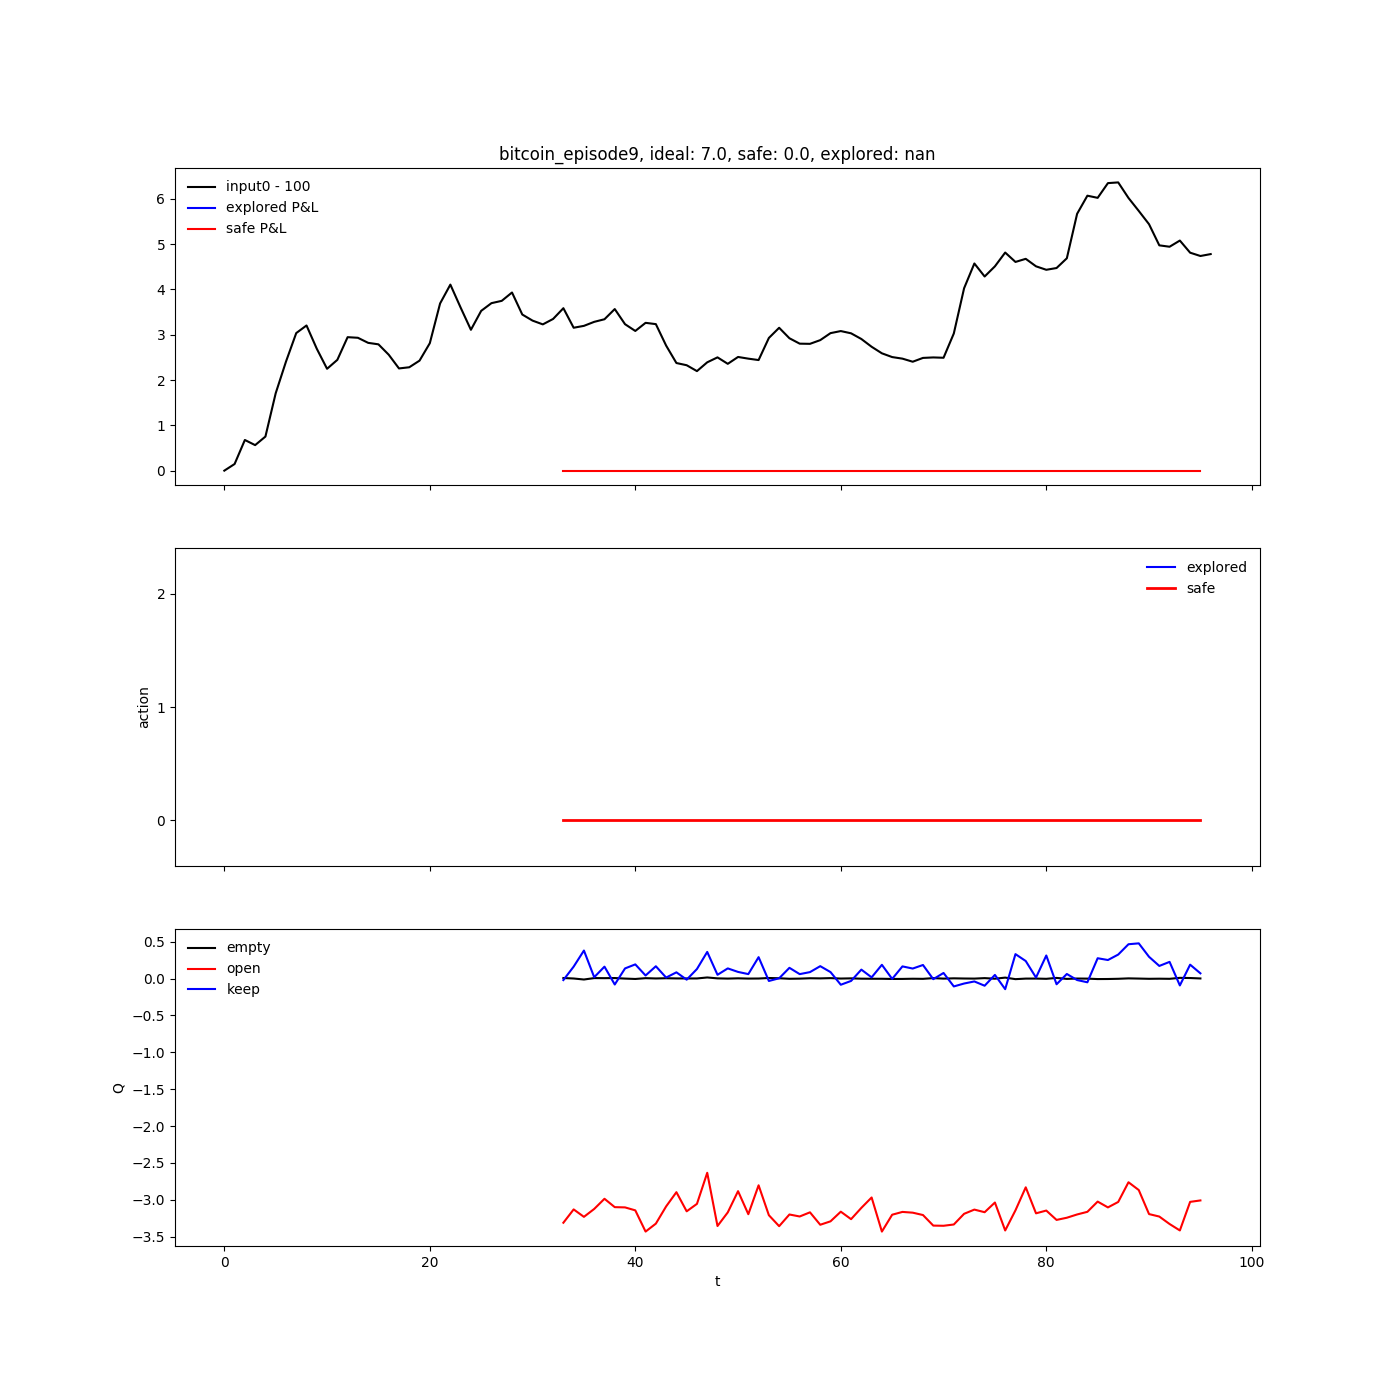 bitcoin_episode9, ideal: 7.0, safe: 0.0, explored: nan
input0 - 100
explored P&L
safe P&L
6
5
4
3
2
1
0
explored
safe
2
1
0
action
empty
open
keep
0.5
0.0
−0.5
−1.0
−1.5
−2.0
−2.5
−3.0
−3.5
Q
0 20 40 60 80 100
t